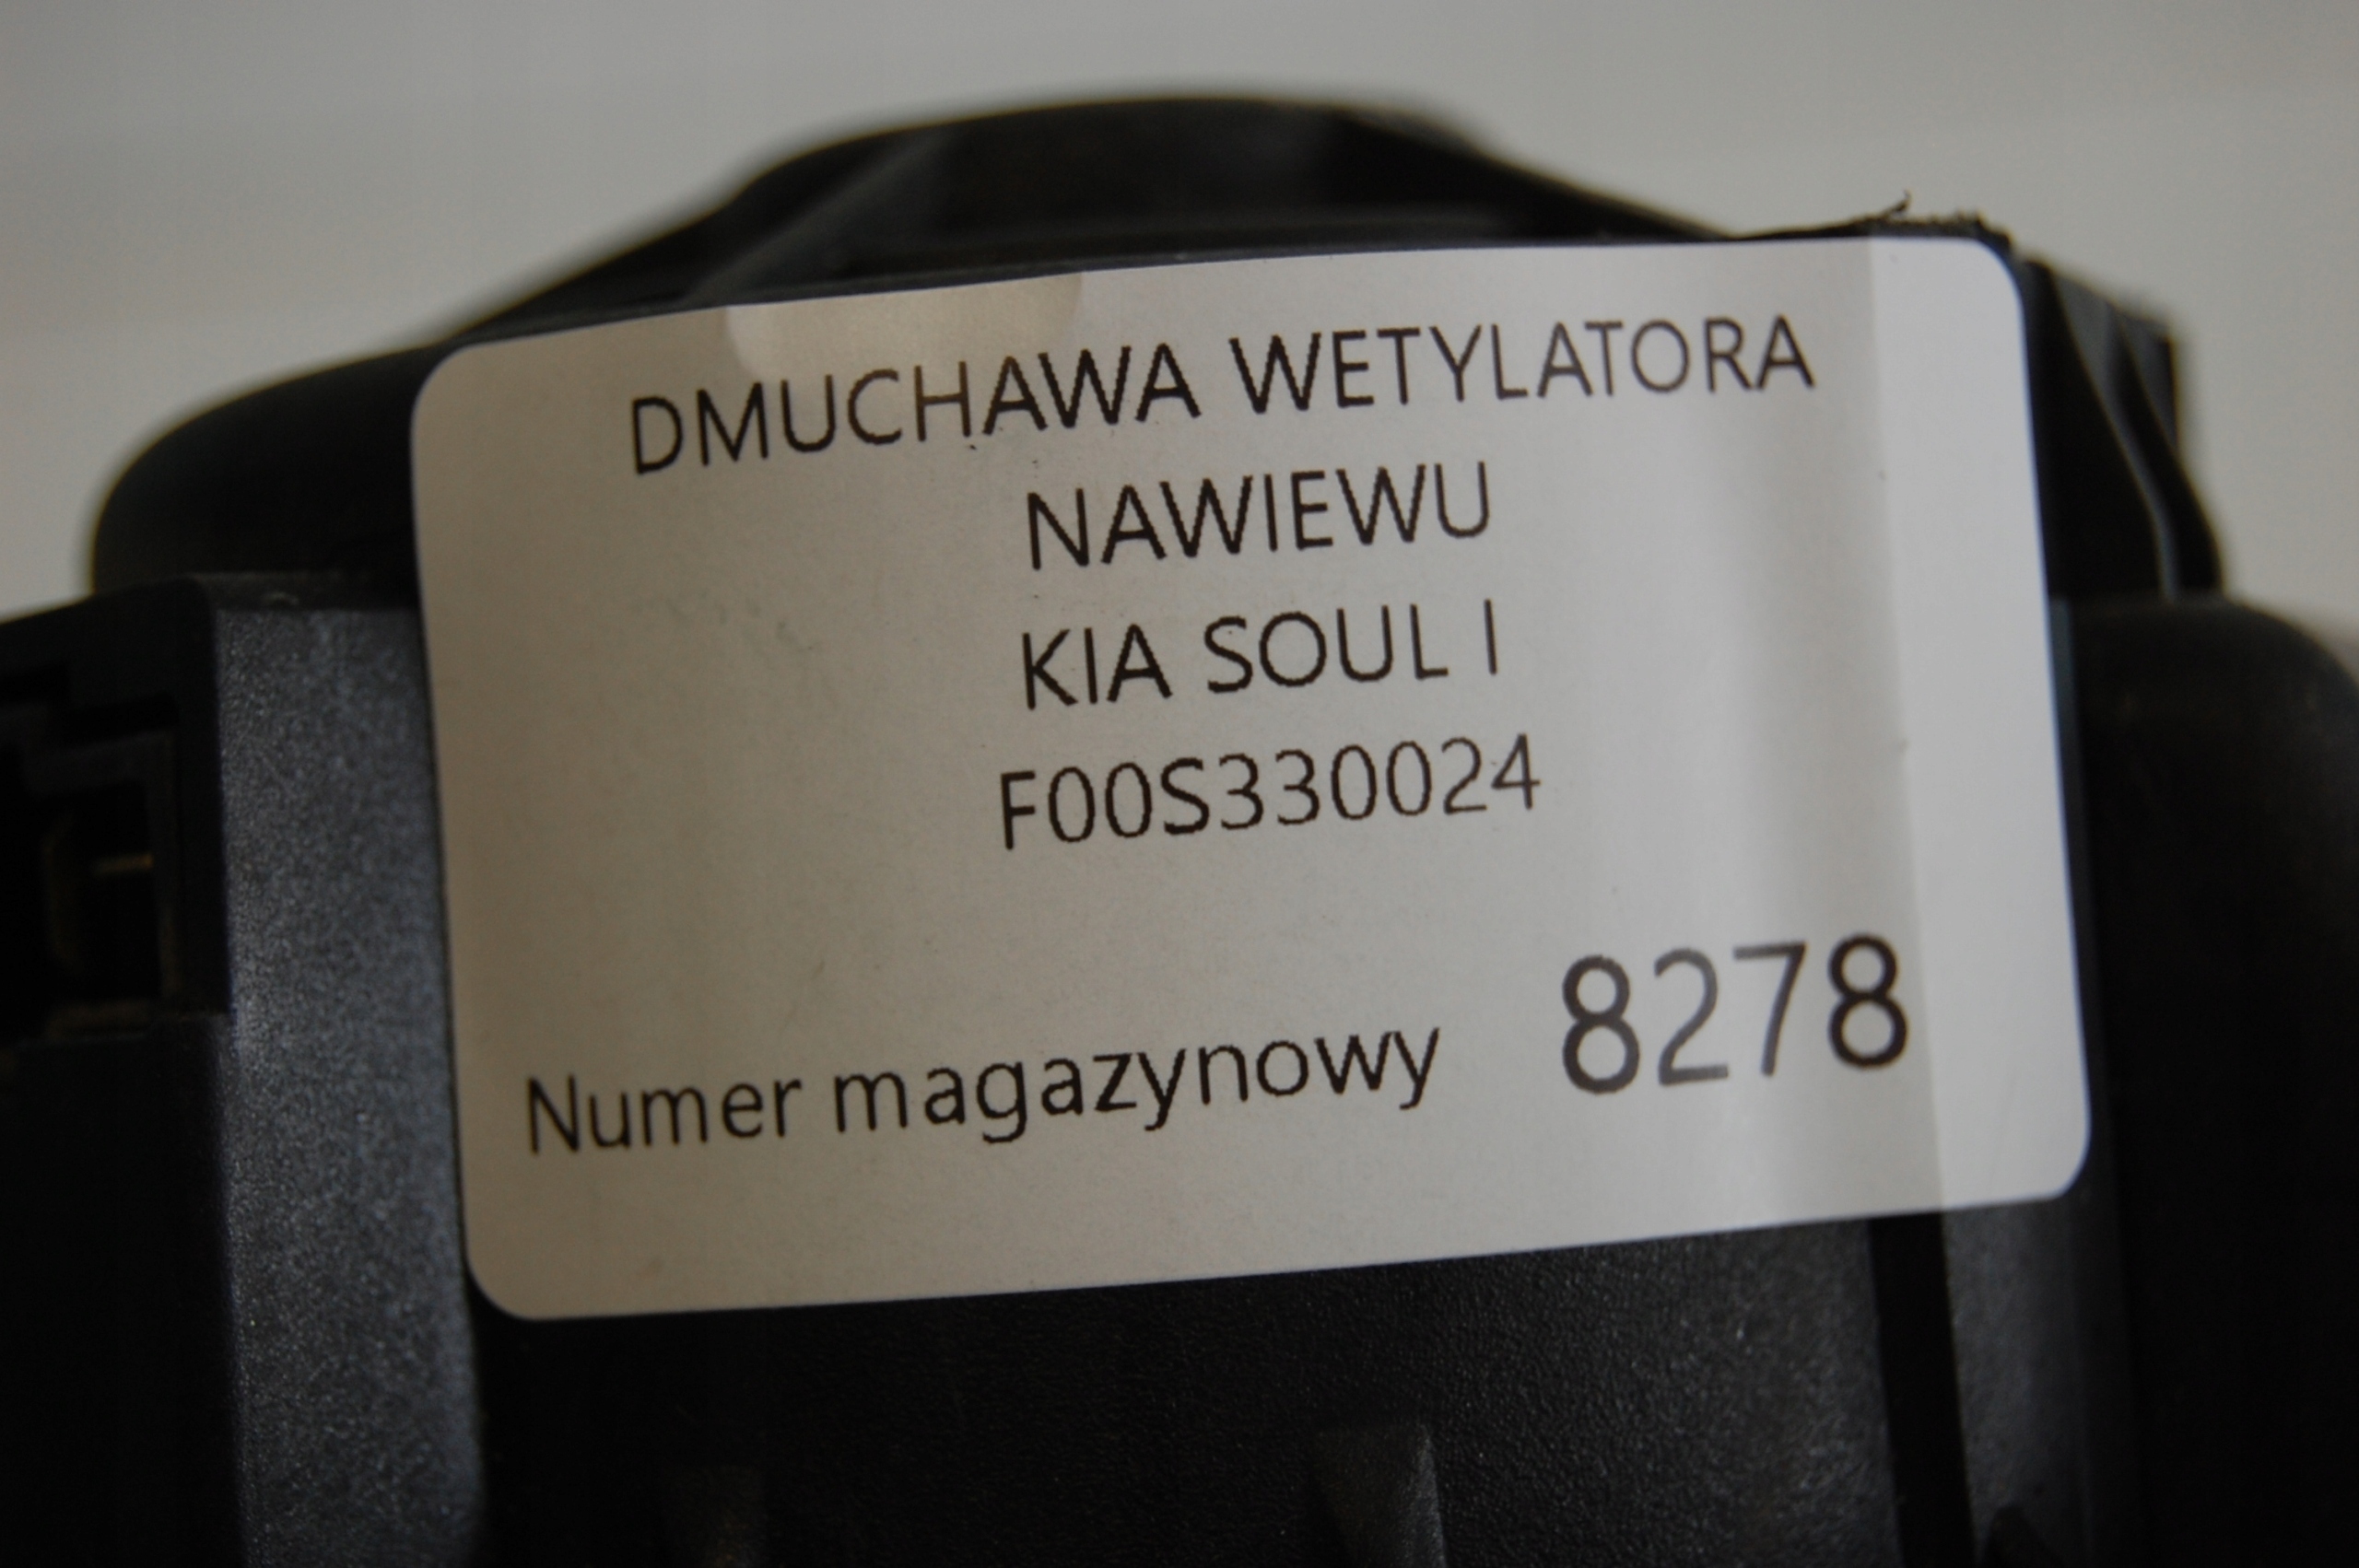 DMUCHAWA WETYLATORA
NAWIEWU
KIA SOUL I
F00S330024
Numer magazynowy 8278